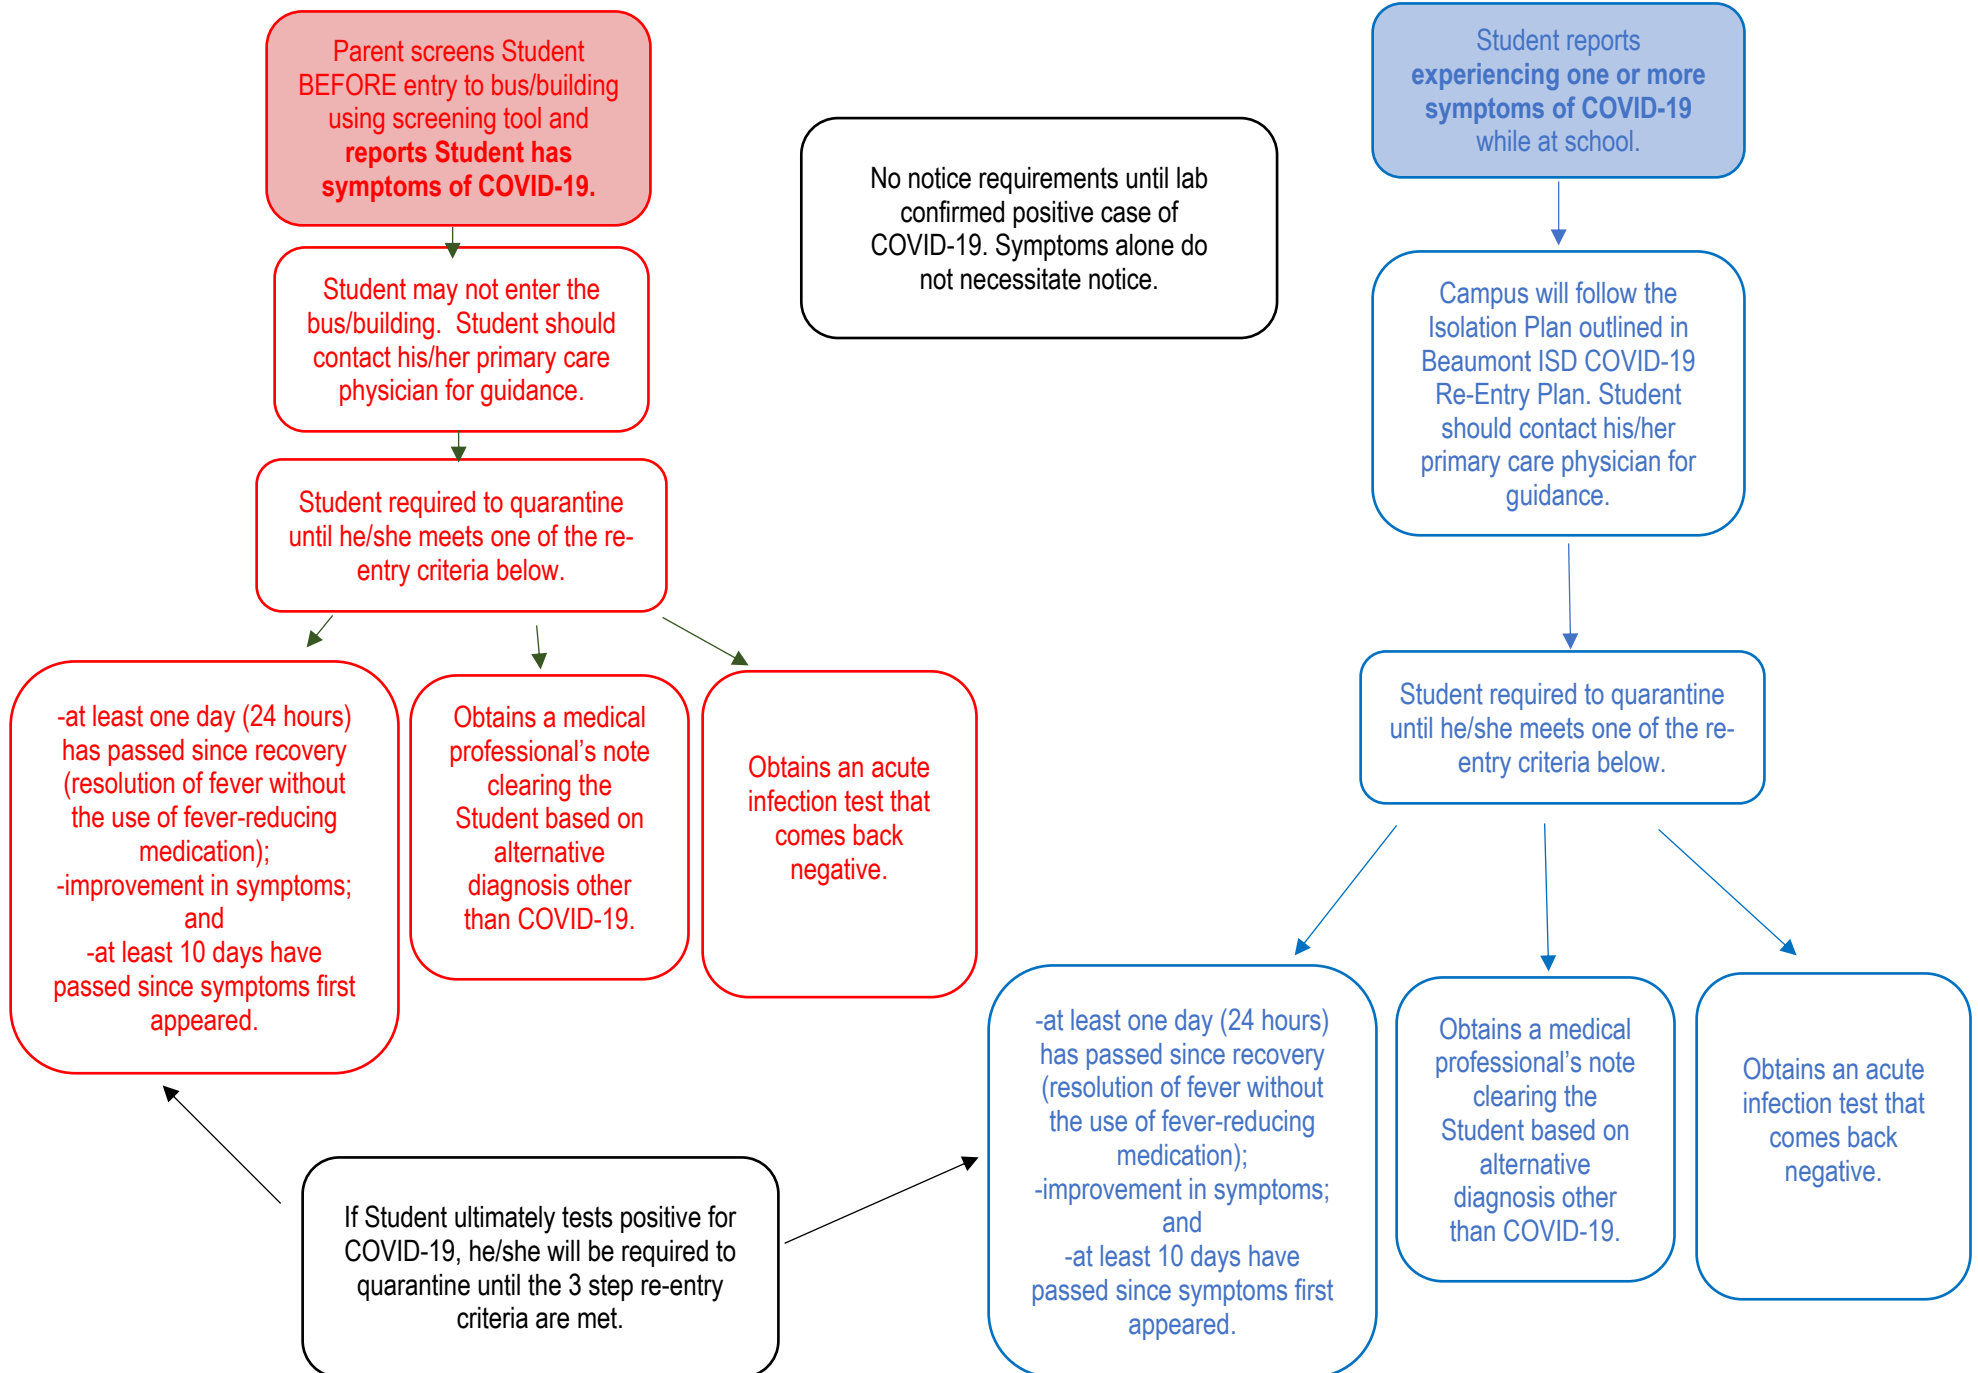 Parent screens Student
BEFORE entry to bus/building
using screening tool and
reports Student has
symptoms of COVID-19.
Student may not enter the
bus/building.  Student should
contact his/her primary care
physician for guidance.
Student required to quarantine
until he/she meets one of the re-
entry criteria below.
-at least one day (24 hours)
has passed since recovery
(resolution of fever without
the use of fever-reducing
medication);
-improvement in symptoms;
and
-at least 10 days have
passed since symptoms first
appeared.
Obtains a medical
professional’s note
clearing the
Student based on
alternative
diagnosis other
than COVID-19.
Obtains an acute
infection test that
comes back
negative.
No notice requirements until lab
confirmed positive case of
COVID-19. Symptoms alone do
not necessitate notice.
If Student ultimately tests positive for
COVID-19, he/she will be required to
quarantine until the 3 step re-entry
criteria are met.
Student reports
experiencing one or more
symptoms of COVID-19
while at school.
Campus will follow the
Isolation Plan outlined in
Beaumont ISD COVID-19
Re-Entry Plan. Student
should contact his/her
primary care physician for
guidance.
Student required to quarantine
until he/she meets one of the re-
entry criteria below.
-at least one day (24 hours)
has passed since recovery
(resolution of fever without
the use of fever-reducing
medication);
-improvement in symptoms;
and
-at least 10 days have
passed since symptoms first
appeared.
Obtains a medical
professional’s note
clearing the
Student based on
alternative
diagnosis other
than COVID-19.
Obtains an acute
infection test that
comes back
negative.